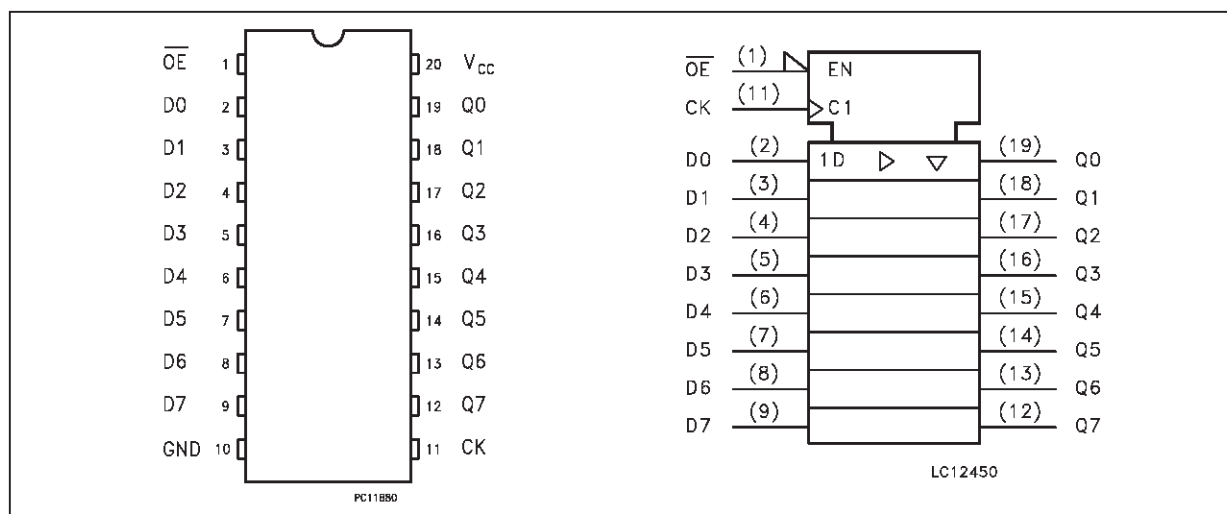 OE 1 20 VCC
D0 2 19 Q0
D1 3 18 Q1
D2 4 17 Q2
D3 5 16 Q3
D4 6 15 Q4
D5 7 14 Q5
D6 8 13 Q6
D7 9 12 Q7
GND 10 11 CK
PC11880
OE (1) EN
CK (11) C1
D0 (2) 1D (19) Q0
D1 (3) (18) Q1
D2 (4) (17) Q2
D3 (5) (16) Q3
D4 (6) (15) Q4
D5 (7) (14) Q5
D6 (8) (13) Q6
D7 (9) (12) Q7
LC12450